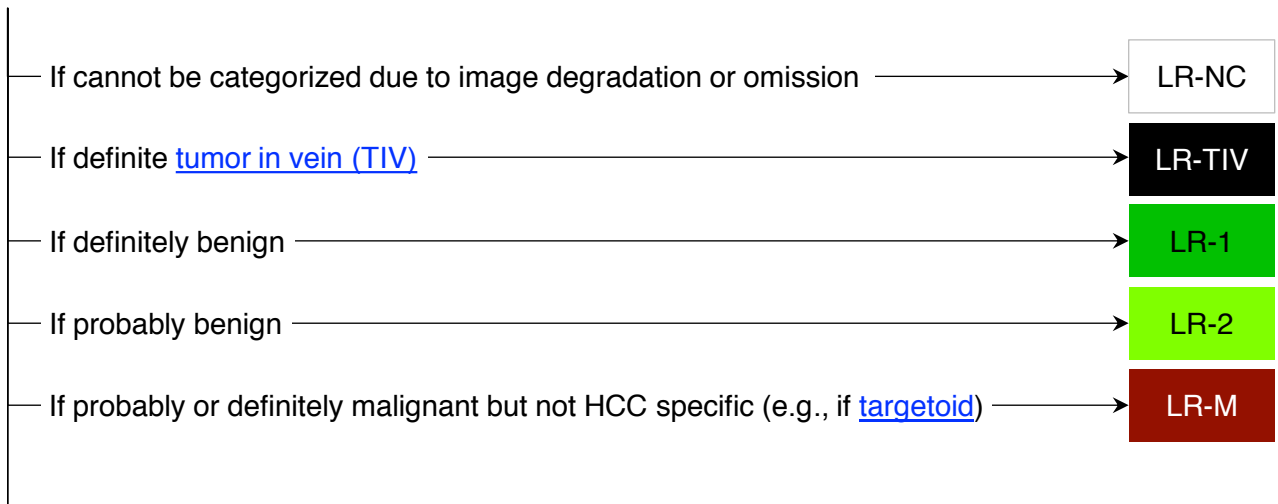 If cannot be categorized due to image degradation or omission LR-NC
If definite tumor in vein (TIV) LR-TIV
If definitely benign LR-1
If probably benign LR-2
If probably or definitely malignant but not HCC specific (e.g., if targetoid) LR-M